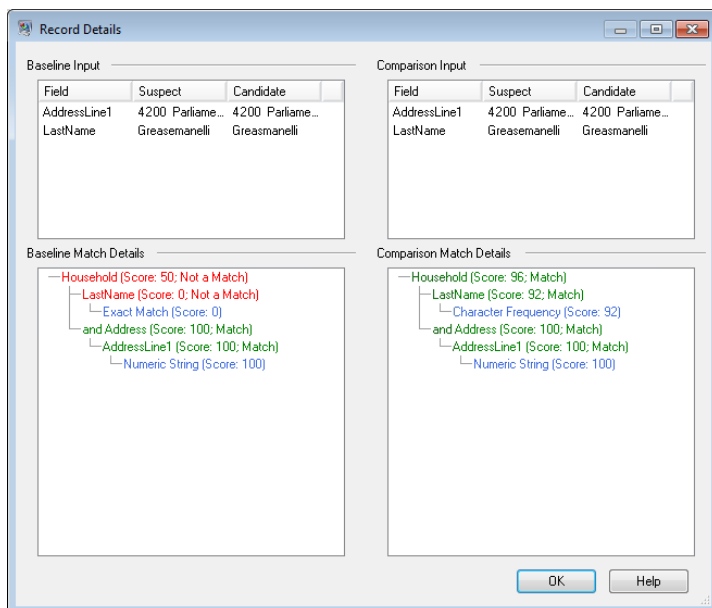 Record Details
Baseline Input
Field Suspect Candidate
AddressLine1 4200 Parliame... 4200 Parliame...
LastName Greasemanelli Greasmanelli
Comparison Input
Field Suspect Candidate
AddressLine1 4200 Parliame... 4200 Parliame...
LastName Greasemanelli Greasmanelli
Baseline Match Details
Household (Score: 50; Not a Match)
LastName (Score: 0; Not a Match)
Exact Match (Score: 0)
and Address (Score: 100; Match)
AddressLine1 (Score: 100; Match)
Numeric String (Score: 100)
Comparison Match Details
Household (Score: 96; Match)
LastName (Score: 92; Match)
Character Frequency (Score: 92)
and Address (Score: 100; Match)
AddressLine1 (Score: 100; Match)
Numeric String (Score: 100)
OK Help